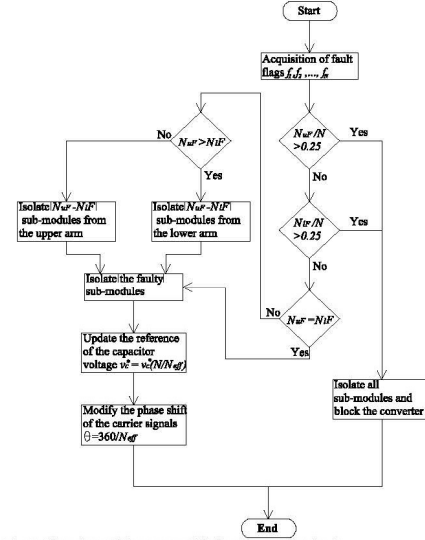 Start
Acquisition of fault
flags f1,f2 ,...., fN
NuF/N
>0.25
Yes
No
NlF/N
>0.25
Yes
No
NuF=NlF
No
Yes
NuF>NlF
No
Yes
Isolate|NuF-NlF|
sub-modules from
the upper arm
Isolate|NuF-NlF|
sub-modules from
the lower arm
Isolate the faulty
sub-modules
Update the reference
of the capacitor
voltage vc*= vc*(N/Neff)
Modify the phase shift
of the carrier signals
θ=360/Neff
Isolate all
sub-modules and
block the converter
End